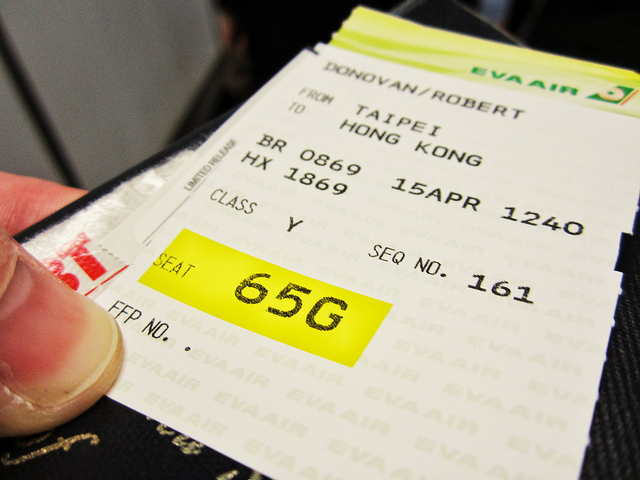 EVA AIR
DONOVAN/ROBERT
FROM TAIPEI
TO HONG KONG
BR 0869 15APR 1240
HX 1869
CLASS Y SEQ NO. 161
SEAT 65G
FFP NO. .
LIMITED RELEASE